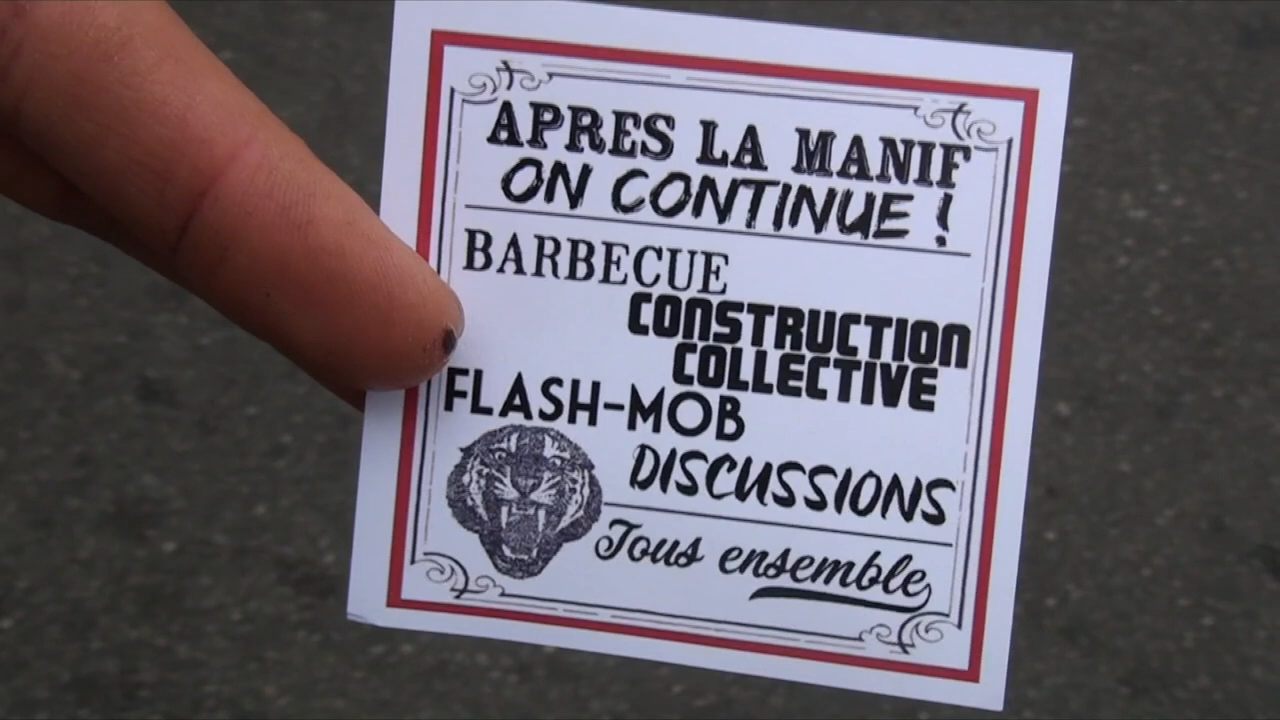 APRES LA MANIF
ON CONTINUE !
BARBECUE
CONSTRUCTION
COLLECTIVE
FLASH-MOB
DISCUSSIONS
Tous ensemble